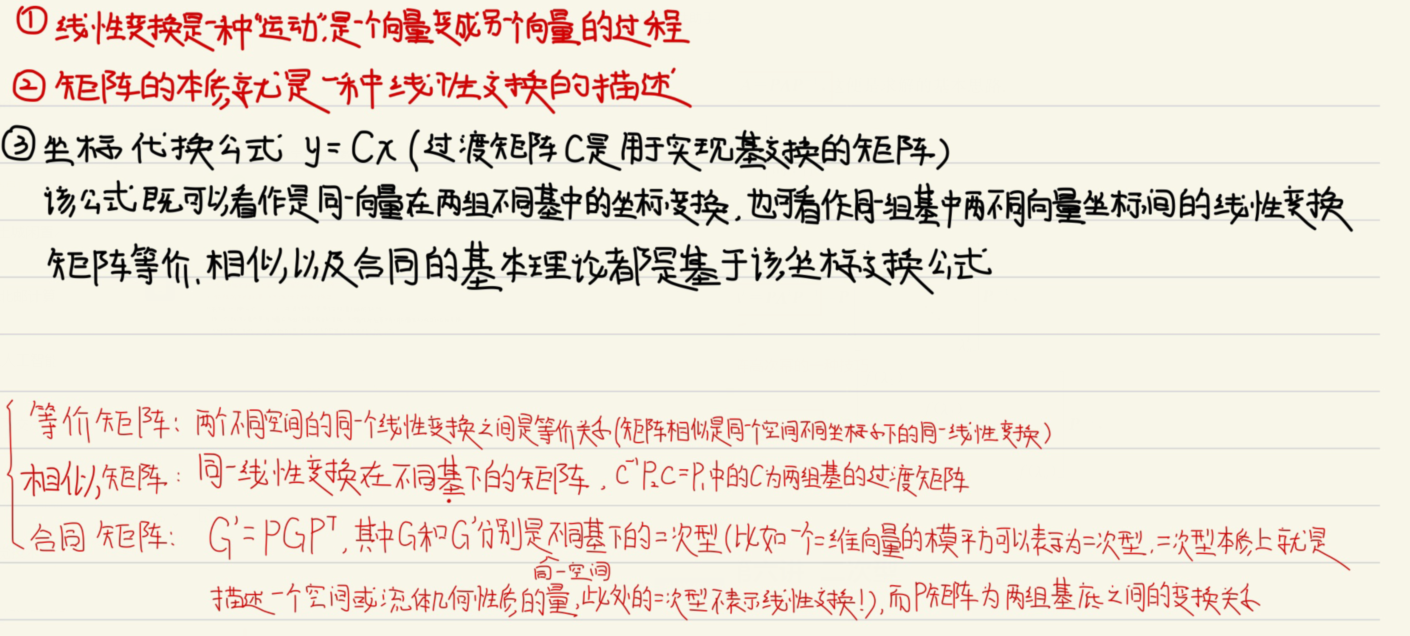 ① 线性变换是一种"运动",是一个向量变成另个向量的过程
② 矩阵的本质就是一种线性变换的描述
③ 坐标代换公式 y = Cx (过渡矩阵C是用于实现基变换的矩阵)
该公式既可以看作是同一向量在两组不同基中的坐标变换,也可看作同一组基中两不同向量坐标间的线性变换
矩阵等价、相似以及合同的基本理论都是基于该坐标变换公式
等价矩阵: 两个不同空间的同一个线性变换之间是等价关系(矩阵相似是同个空间不同坐标系下的同一线性变换)
相似矩阵: 同一线性变换在不同基下的矩阵, C⁻¹P₂C=P₁中的C为两组基的过渡矩阵
合同矩阵: G'=PGPᵀ, 其中G和G'分别是不同基下的二次型(比如一个二维向量的模平方可以表示为二次型,二次型本质上就是
同一空间
描述一个空间或流体几何性质的量,此处的二次型不表示线性变换!),而P矩阵为两组基底之间的变换关系